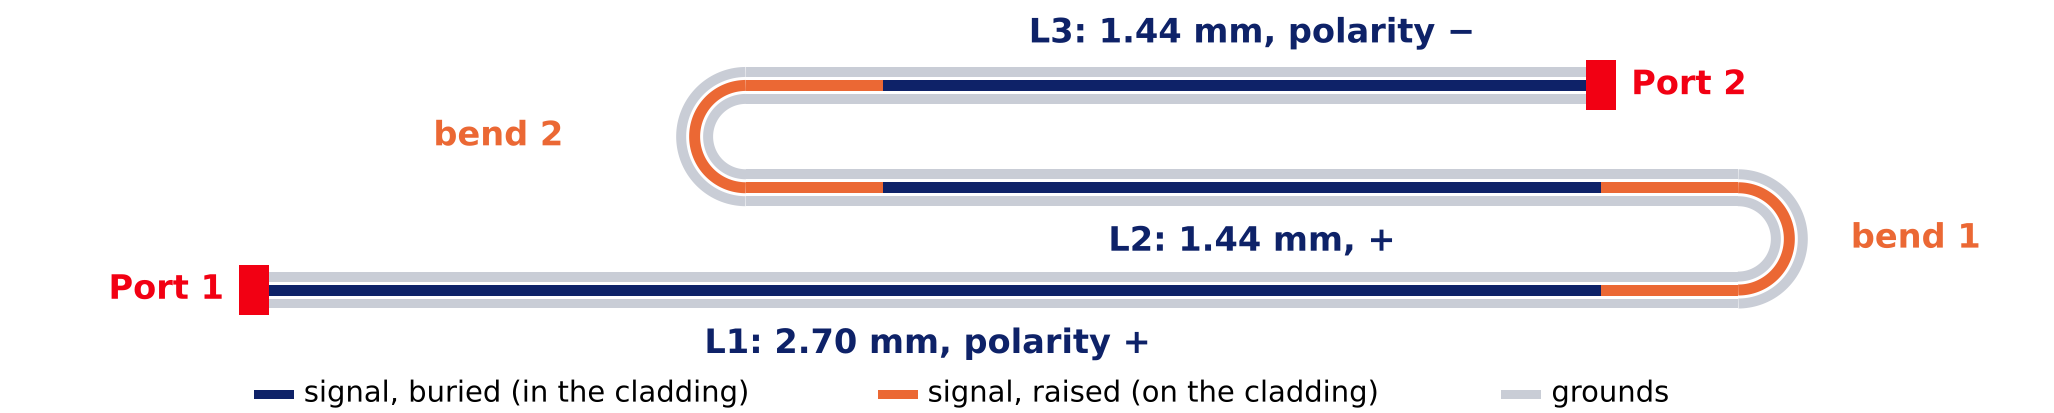 L3: 1.44 mm, polarity −
Port 2
bend 2
bend 1
L2: 1.44 mm, +
Port 1
L1: 2.70 mm, polarity +
signal, buried (in the cladding)
signal, raised (on the cladding)
grounds